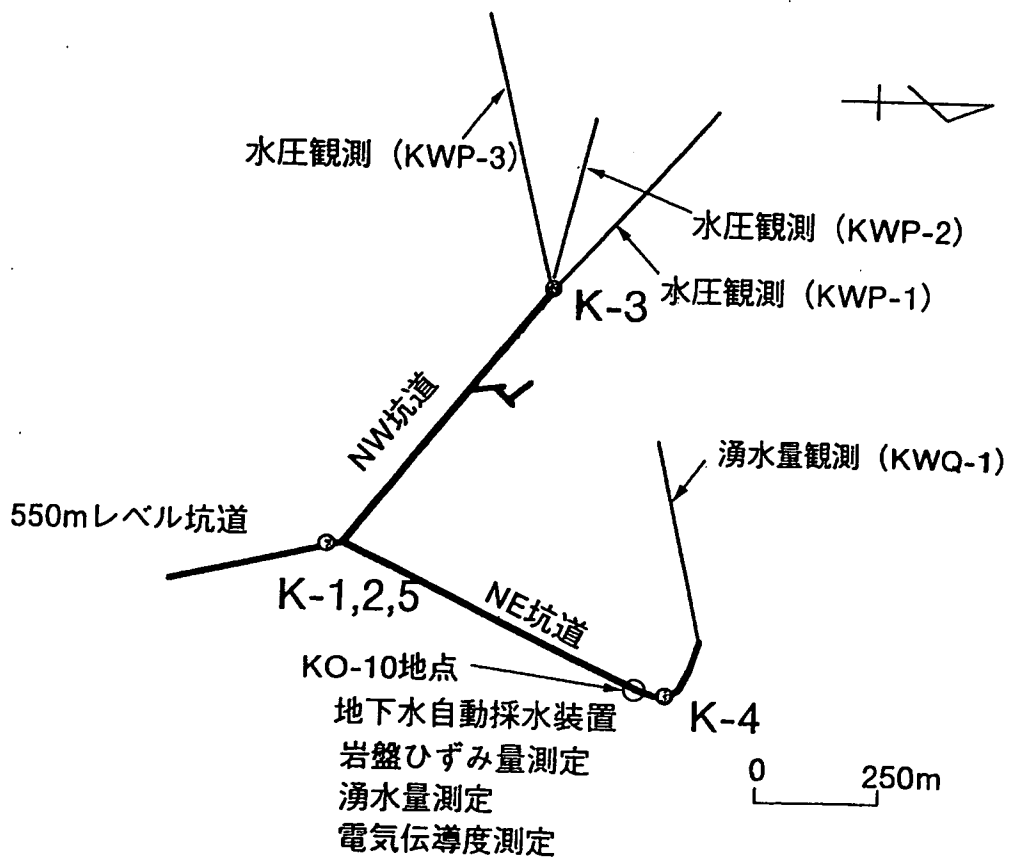 水圧観測 (KWP-3)
水圧観測 (KWP-2)
水圧観測 (KWP-1)
K-3
NW坑道
湧水量観測 (KWQ-1)
550mレベル坑道
K-1,2,5
NE坑道
KO-10地点
地下水自動採水装置
岩盤ひずみ量測定
湧水量測定
電気伝導度測定
K-4
0 250m